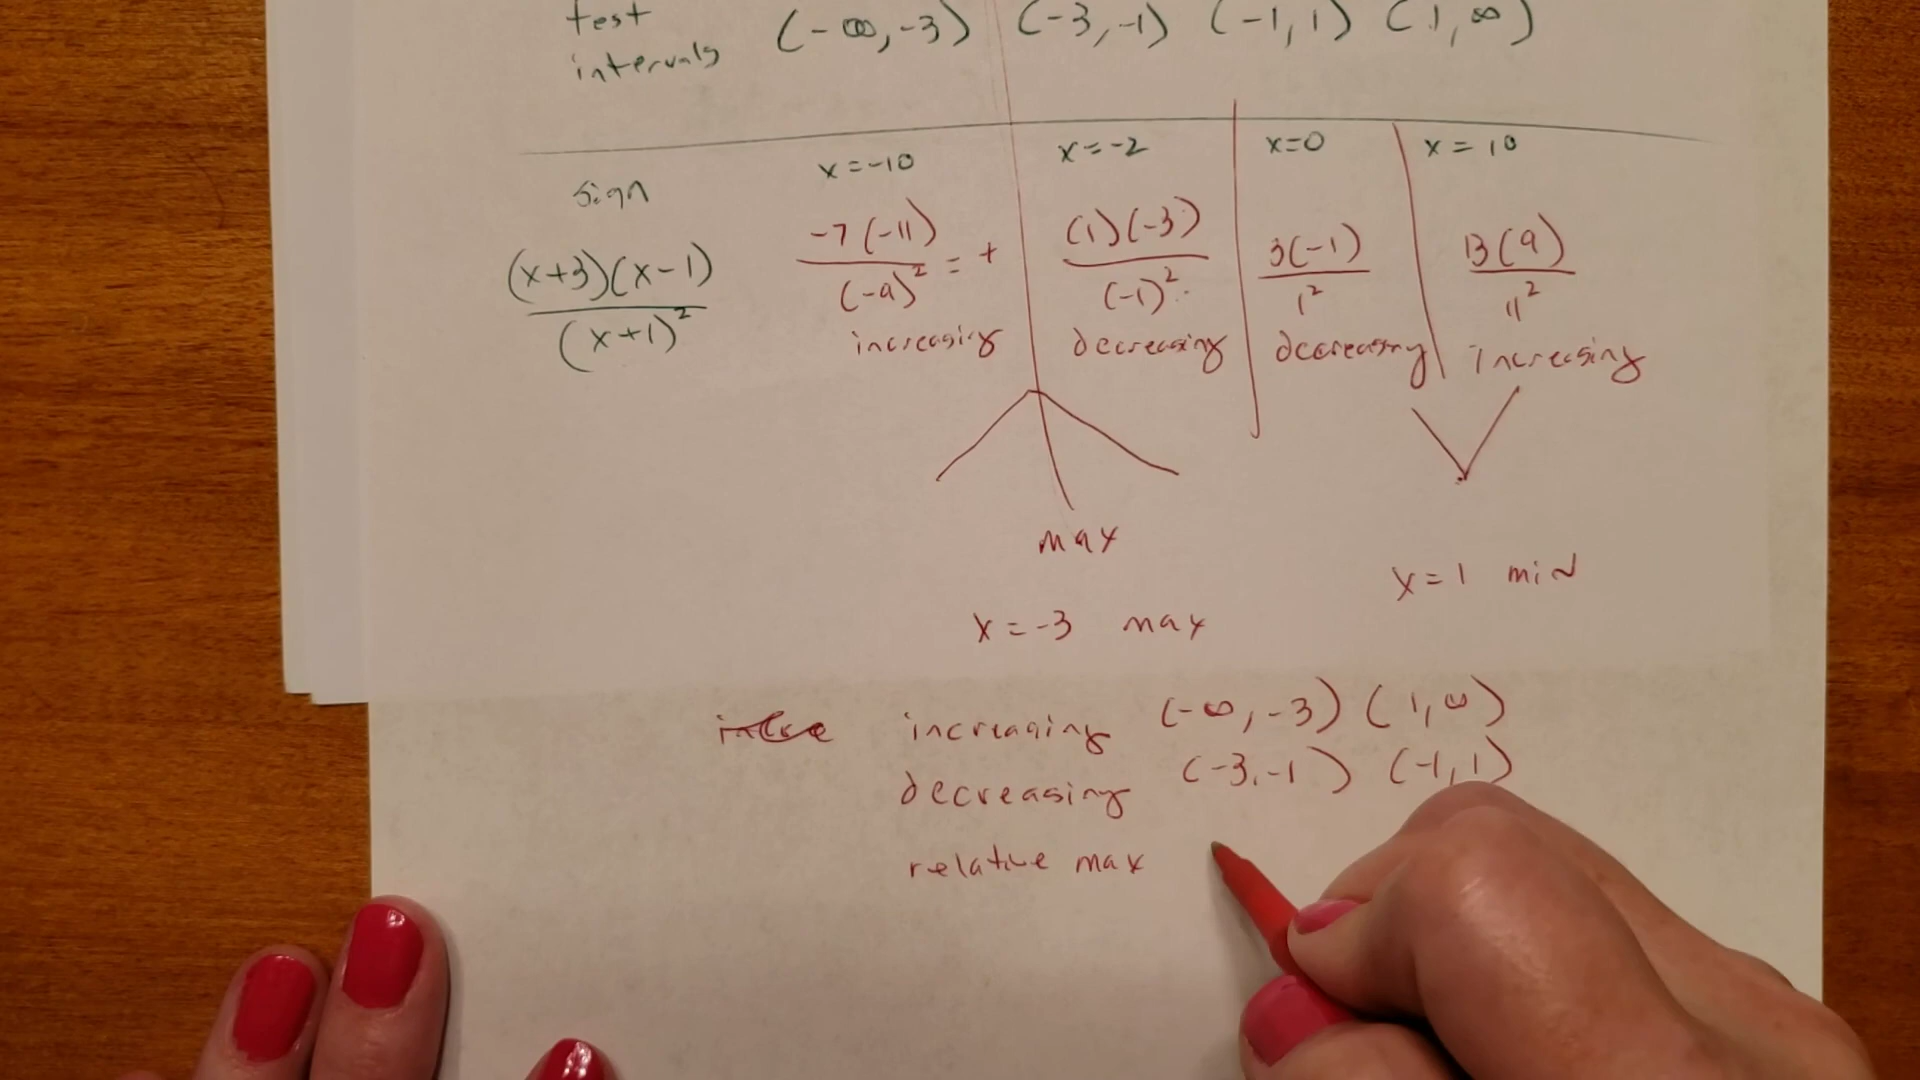 test
intervals (-∞,-3) (-3,-1) (-1,1) (1,∞)
x=-10 x=-2 x=0 x=10
sign
(x+3)(x-1) / (x+1)² -7(-11) / (-9)² = + (1)(-3) / (-1)² 3(-1) / 1² 13(9) / 11²
increasing decreasing decreasing increasing
max
x=1 min
x=-3 max
increasing (-∞,-3) (1,∞)
decreasing (-3,-1) (-1,1)
relative max